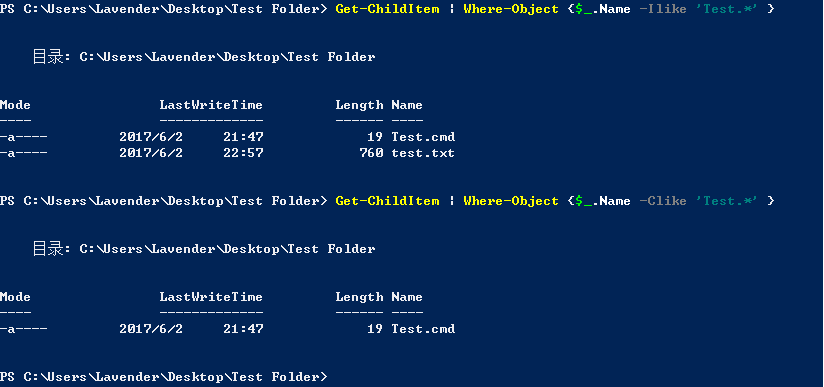 PS C:\Users\Lavender\Desktop\Test Folder> Get-ChildItem | Where-Object {$_.Name -Ilike 'Test.*' }
目录: C:\Users\Lavender\Desktop\Test Folder
Mode LastWriteTime Length Name
---- ------------- ------ ----
-a---- 2017/6/2 21:47 19 Test.cmd
-a---- 2017/6/2 22:57 760 test.txt
PS C:\Users\Lavender\Desktop\Test Folder> Get-ChildItem | Where-Object {$_.Name -Clike 'Test.*' }
目录: C:\Users\Lavender\Desktop\Test Folder
Mode LastWriteTime Length Name
---- ------------- ------ ----
-a---- 2017/6/2 21:47 19 Test.cmd
PS C:\Users\Lavender\Desktop\Test Folder>